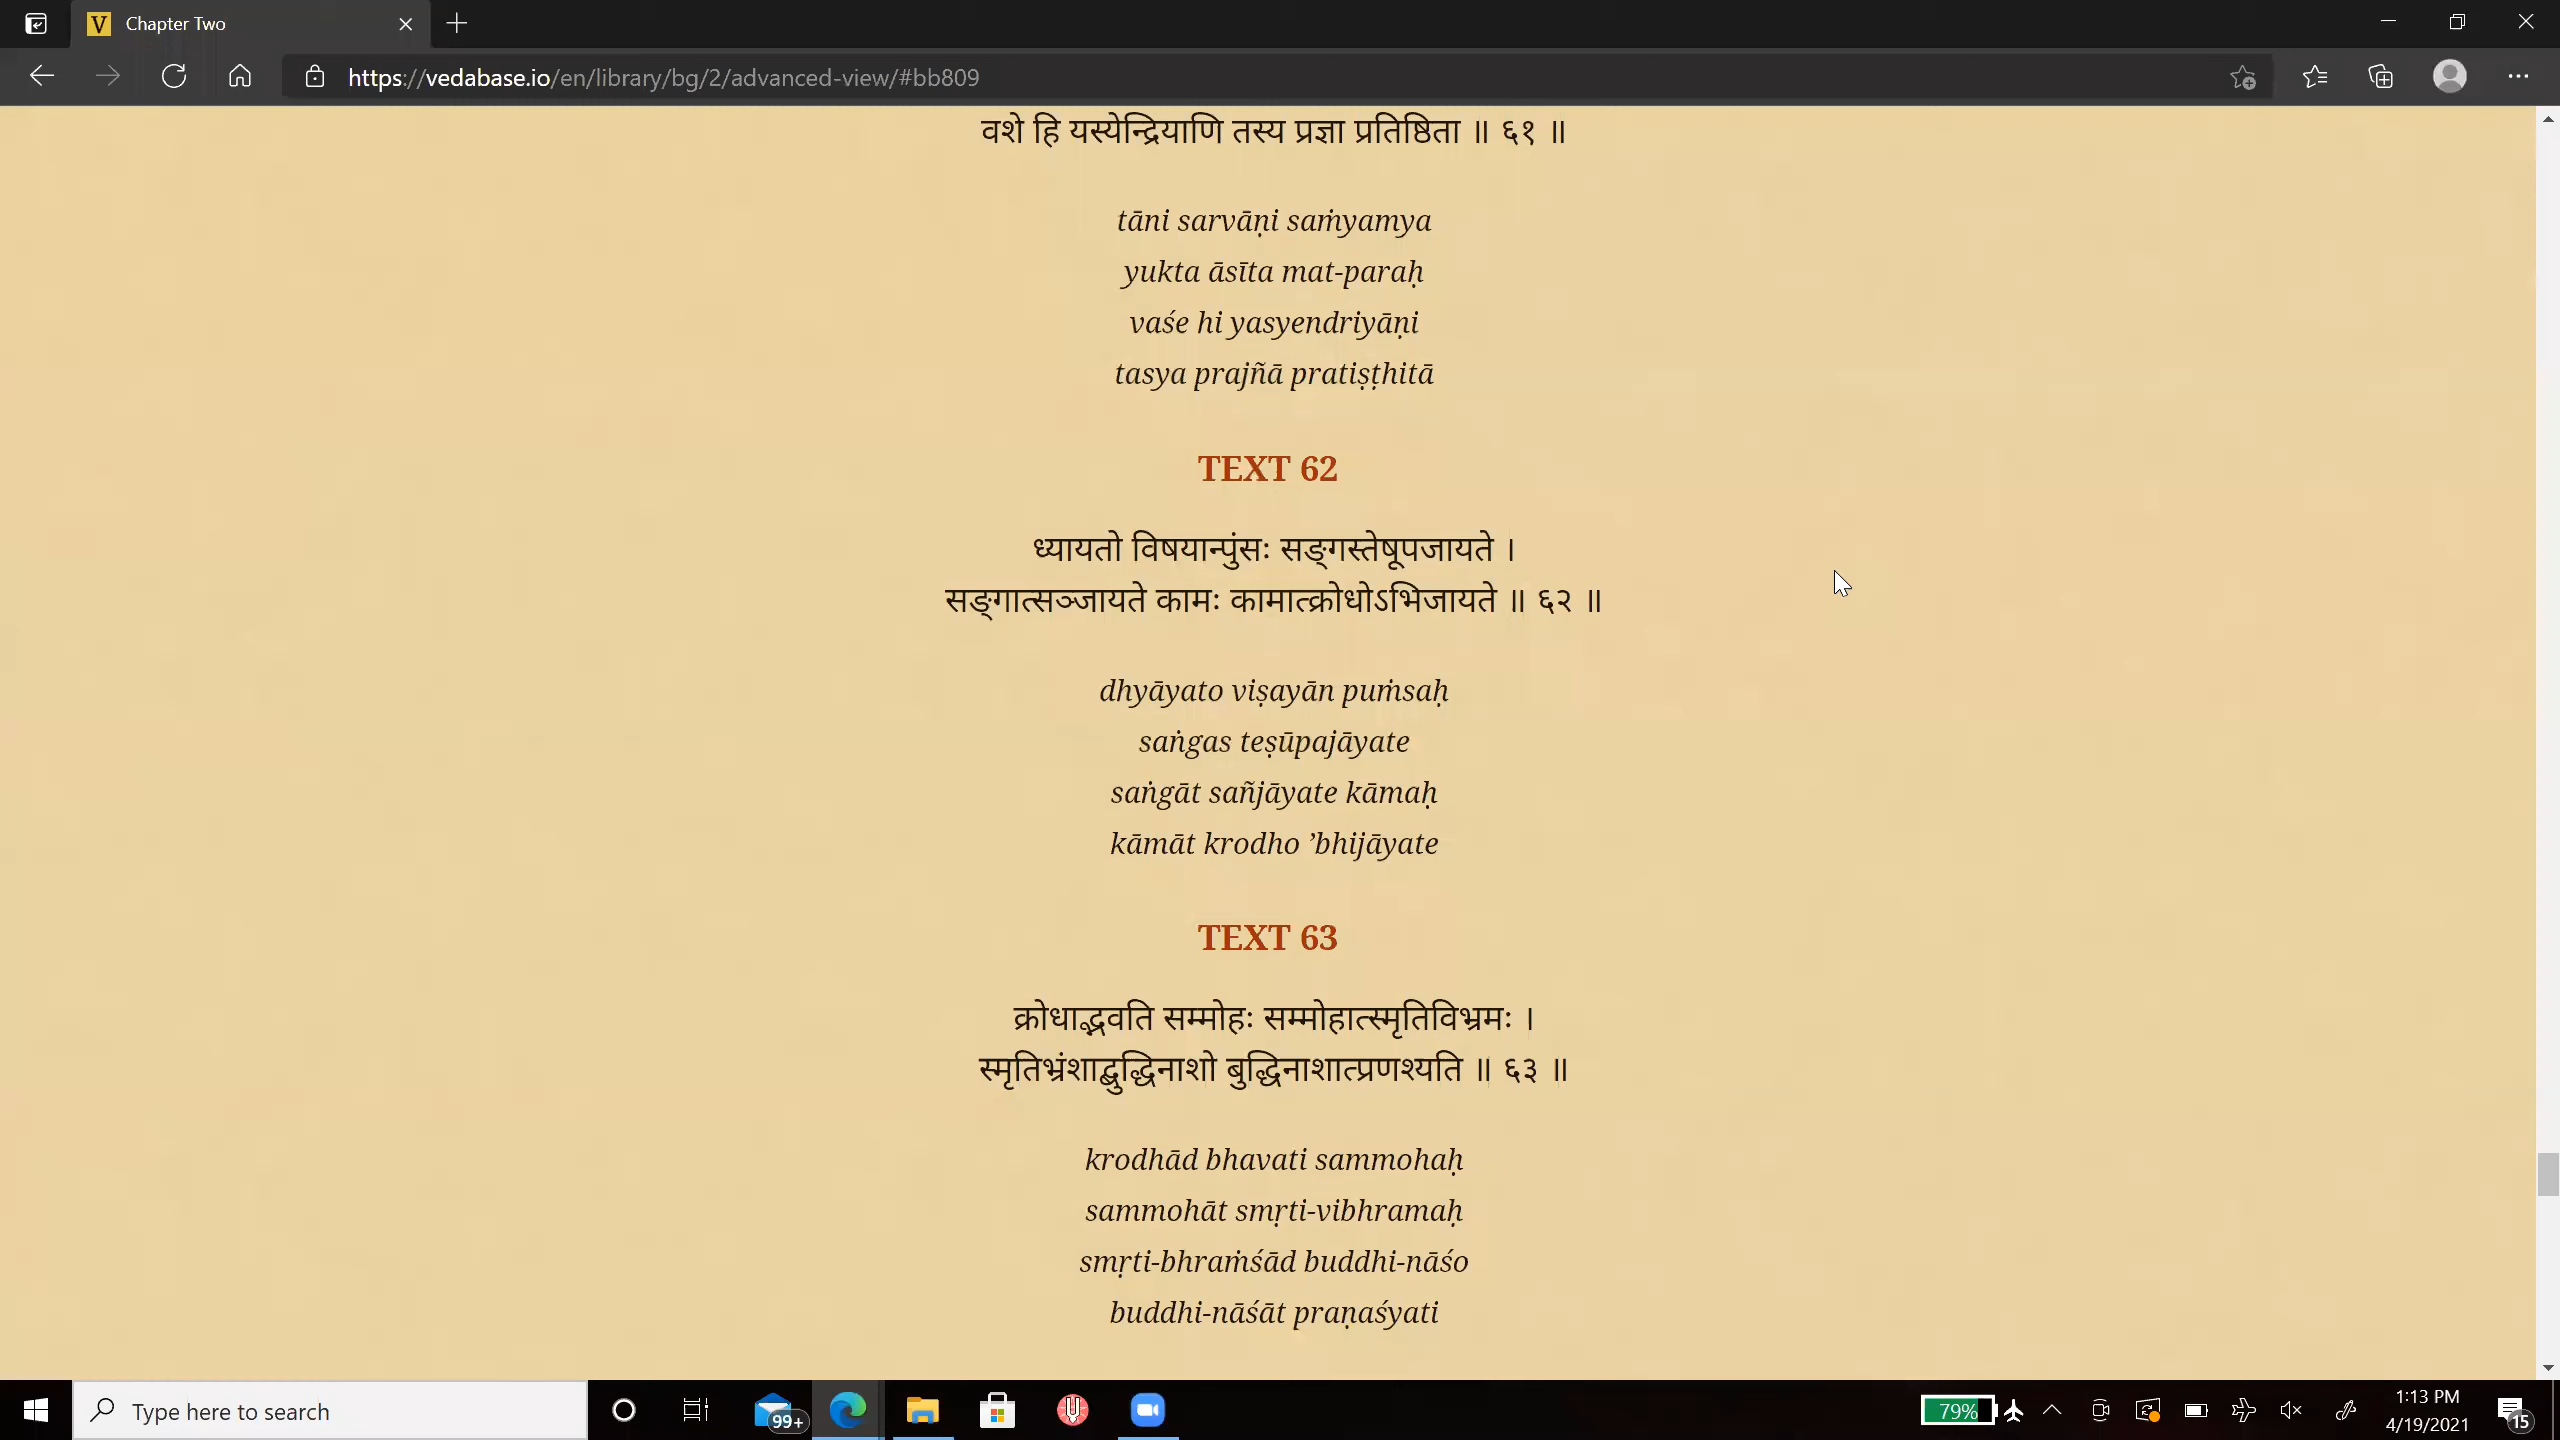 Chapter Two
https://vedabase.io/en/library/bg/2/advanced-view/#bb809
वशे हि यस्येन्द्रियाणि तस्य प्रज्ञा प्रतिष्ठिता ॥ ६१ ॥
tāni sarvāṇi saṁyamya
yukta āsīta mat-paraḥ
vaśe hi yasyendriyāṇi
tasya prajñā pratiṣṭhitā
TEXT 62
ध्यायतो विषयान्पुंसः सङ्गस्तेषूपजायते ।
सङ्गात्सञ्जायते कामः कामात्क्रोधोऽभिजायते ॥ ६२ ॥
dhyāyato viṣayān puṁsaḥ
saṅgas teṣūpajāyate
saṅgāt sañjāyate kāmaḥ
kāmāt krodho ’bhijāyate
TEXT 63
क्रोधाद्भवति सम्मोहः सम्मोहात्स्मृतिविभ्रमः ।
स्मृतिभ्रंशाद्बुद्धिनाशो बुद्धिनाशात्प्रणश्यति ॥ ६३ ॥
krodhād bhavati sammohaḥ
sammohāt smṛti-vibhramaḥ
smṛti-bhraṁśād buddhi-nāśo
buddhi-nāśāt praṇaśyati
Type here to search
99+
79%
1:13 PM
4/19/2021
15